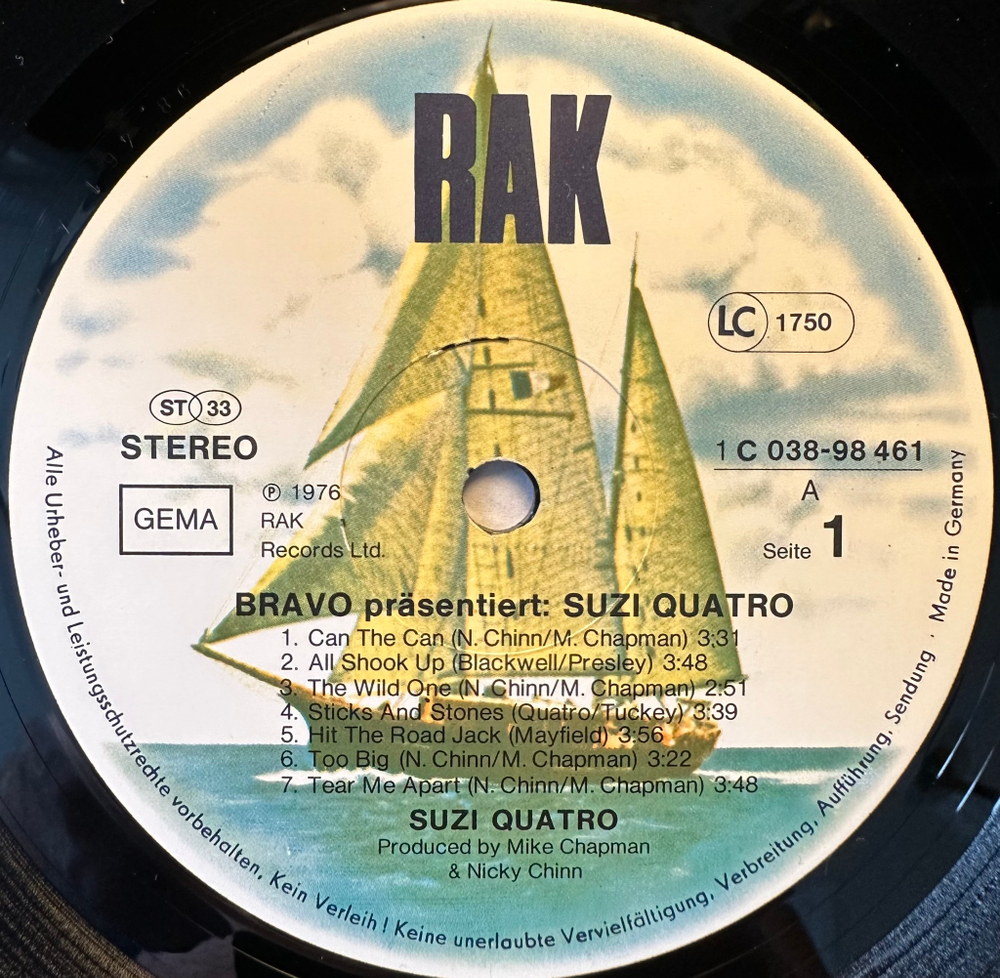 RAK
LC 1750
ST 33
STEREO
GEMA
℗ 1976
RAK
Records Ltd.
1 C 038-98 461
A
Seite 1
BRAVO präsentiert: SUZI QUATRO
1. Can The Can (N. Chinn/M. Chapman) 3:31
2. All Shook Up (Blackwell/Presley) 3:48
3. The Wild One (N. Chinn/M. Chapman) 2:51
4. Sticks And Stones (Quatro/Tuckey) 3:39
5. Hit The Road Jack (Mayfield) 3:56
6. Too Big (N. Chinn/M. Chapman) 3:22
7. Tear Me Apart (N. Chinn/M. Chapman) 3:48
SUZI QUATRO
Produced by Mike Chapman
& Nicky Chinn
Alle Urheber- und Leistungsschutzrechte vorbehalten, Kein Verleih! Keine unerlaubte Vervielfältigung, Verbreitung, Aufführung, Sendung · Made in Germany